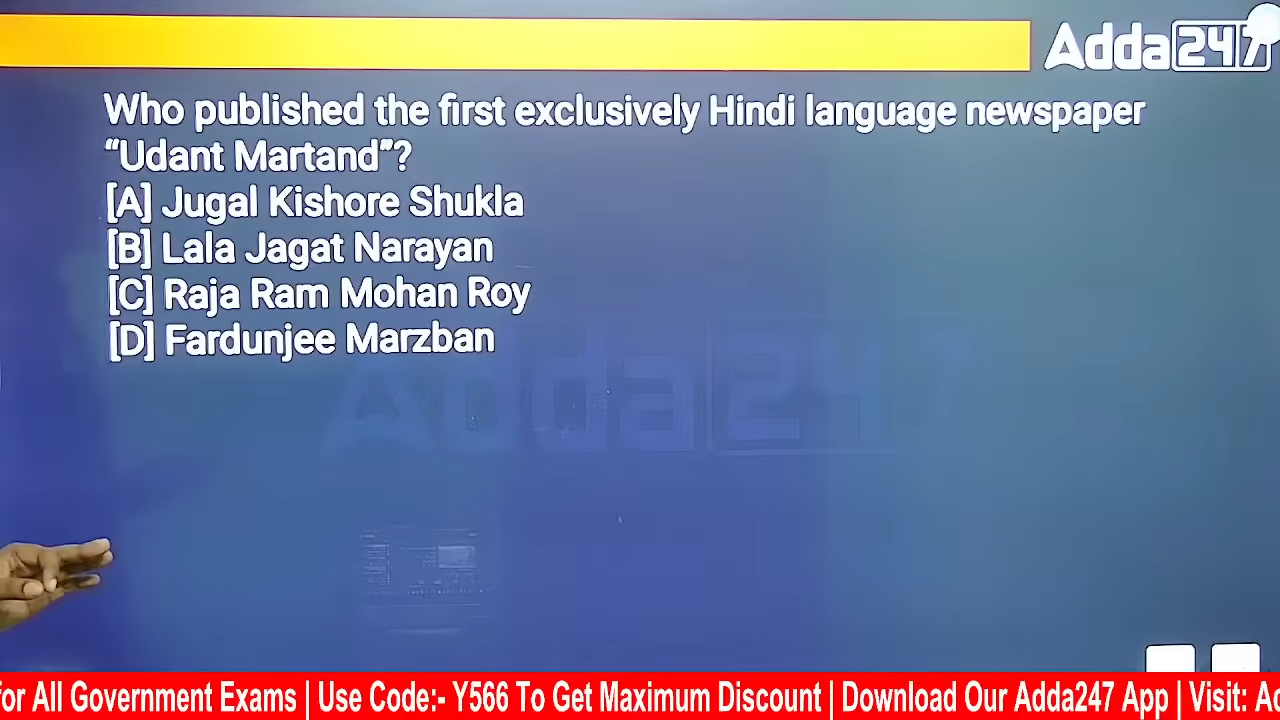 Adda247
Who published the first exclusively Hindi language newspaper
“Udant Martand”?
[A] Jugal Kishore Shukla
[B] Lala Jagat Narayan
[C] Raja Ram Mohan Roy
[D] Fardunjee Marzban
Adda247
for All Government Exams | Use Code:- Y566 To Get Maximum Discount | Download Our Adda247 App | Visit: Ad